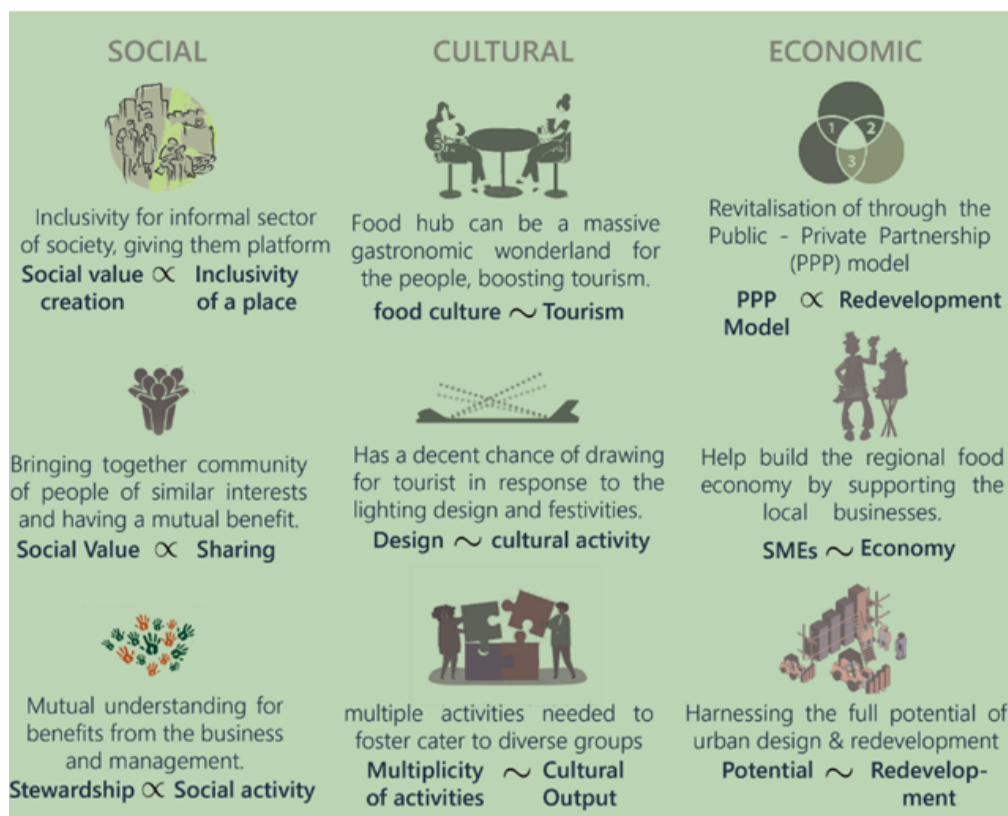 SOCIAL
Inclusivity for informal sector
of society, giving them platform
Social value ∝ Inclusivity
creation of a place
Bringing together community
of people of similar interests
and having a mutual benefit.
Social Value ∝ Sharing
Mutual understanding for
benefits from the business
and management.
Stewardship ∝ Social activity
CULTURAL
Food hub can be a massive
gastronomic wonderland for
the people, boosting tourism.
food culture ~ Tourism
Has a decent chance of drawing
for tourist in response to the
lighting design and festivities.
Design ~ cultural activity
multiple activities needed to
foster cater to diverse groups
Multiplicity ~ Cultural
of activities Output
ECONOMIC
1 2
3
Revitalisation of through the
Public - Private Partnership
(PPP) model
PPP ∝ Redevelopment
Model
Help build the regional food
economy by supporting the
local businesses.
SMEs ~ Economy
Harnessing the full potential of
urban design & redevelopment
Potential ~ Redevelop-
ment